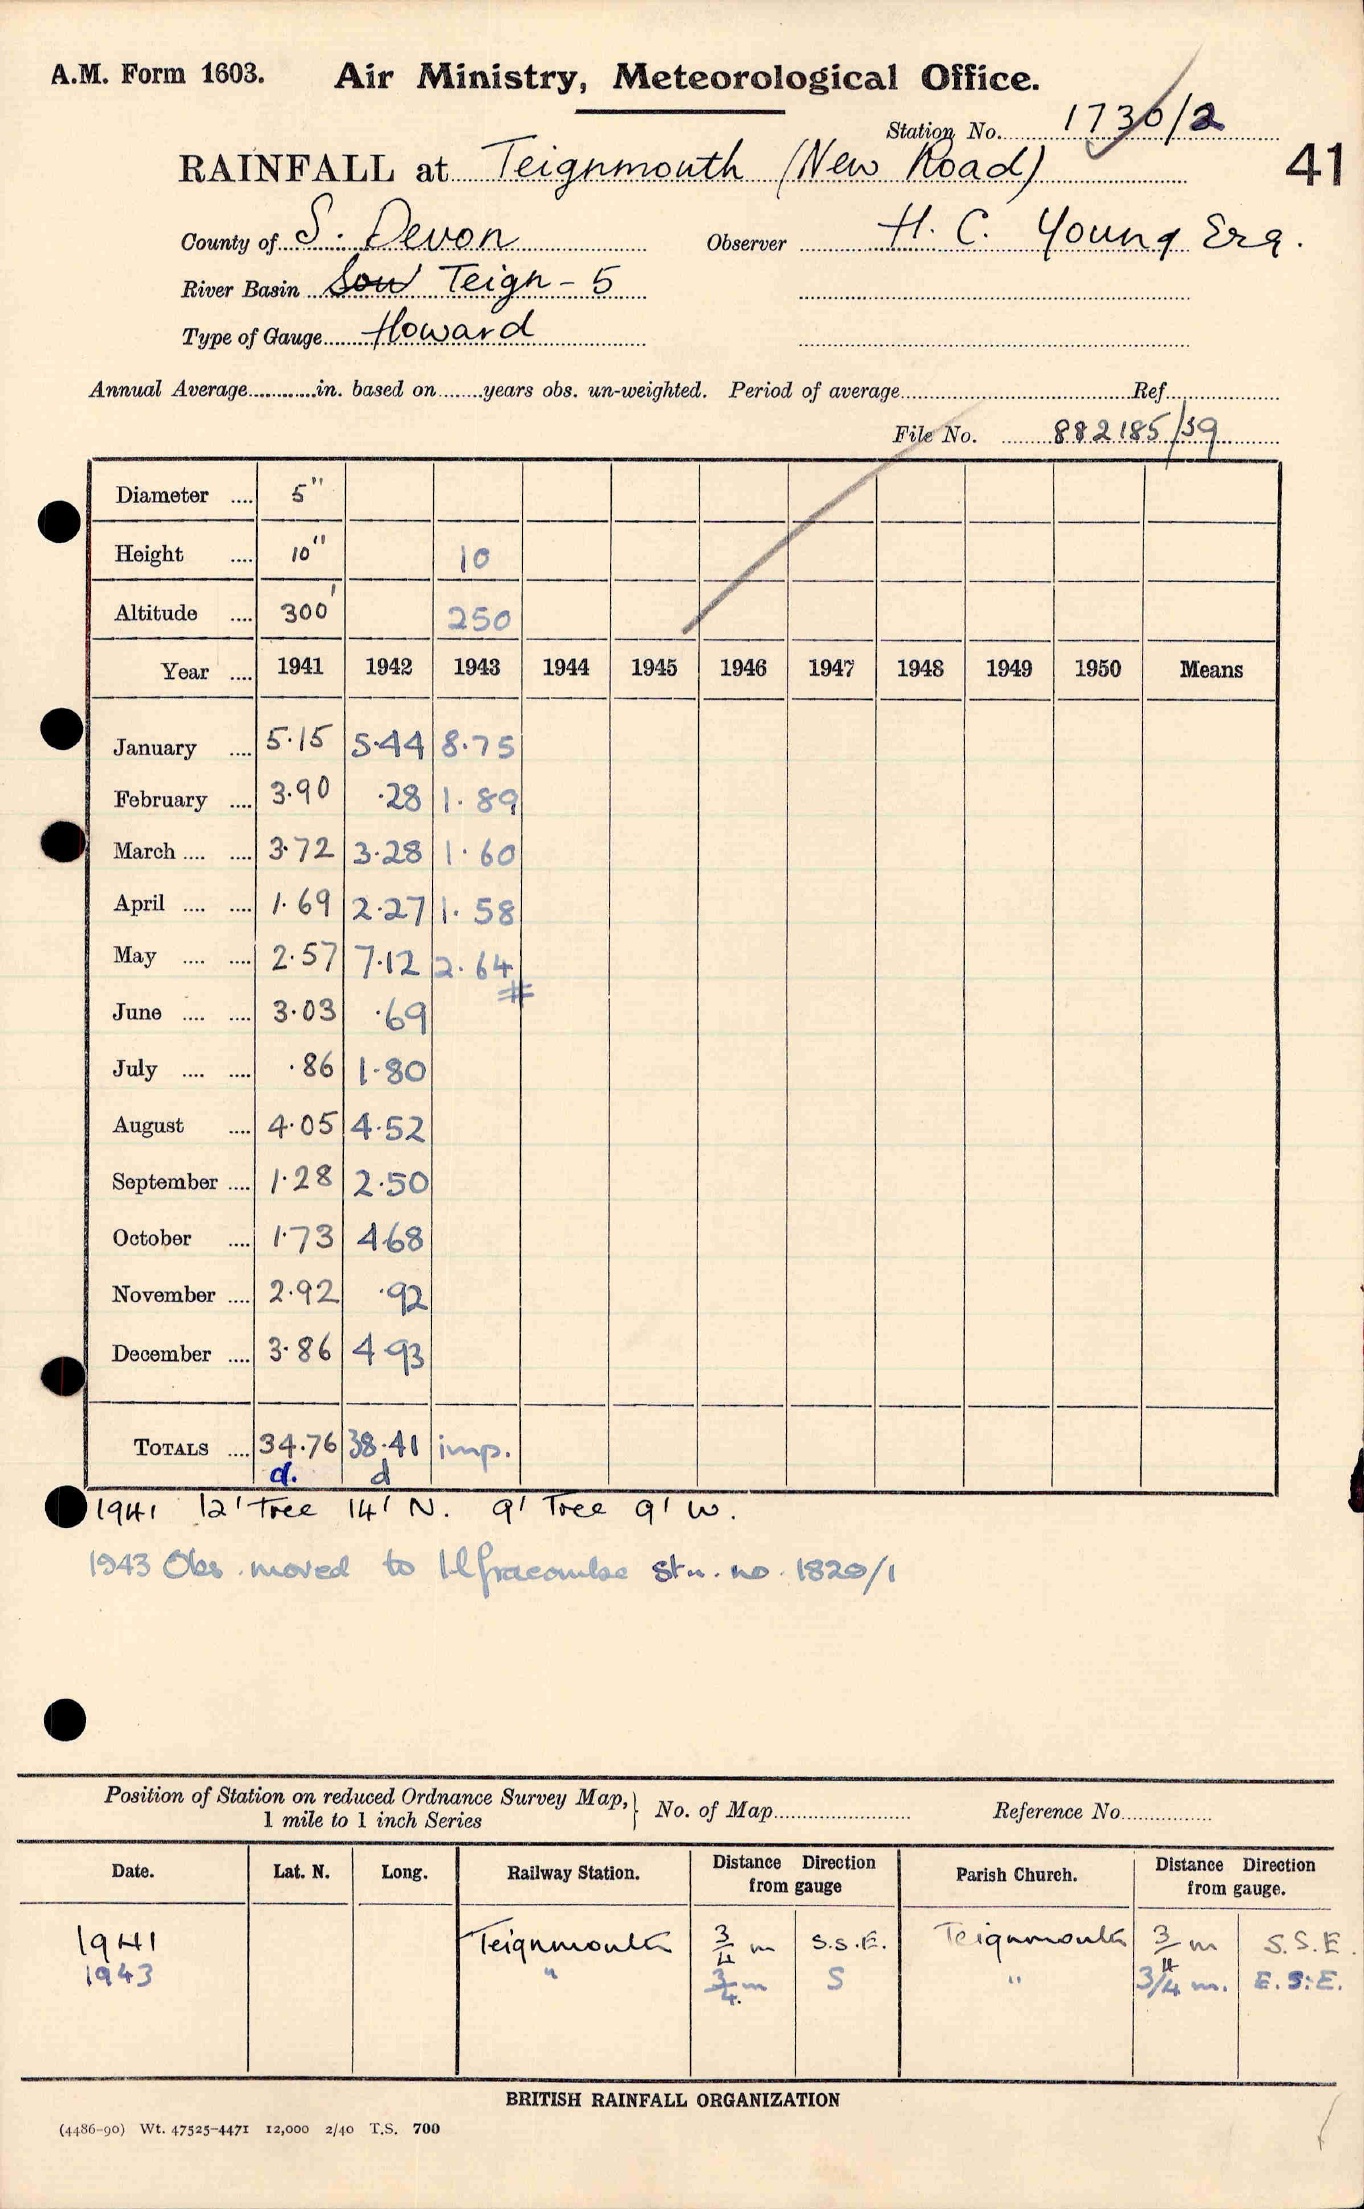 A.M. Form 1603. Air Ministry, Meteorological Office.
Station No. 1730/2
41
RAINFALL at Teignmouth (New Road)
County of S. Devon Observer H. C. Young Esq.
River Basin Sou Teign - 5
Type of Gauge Howard
Annual Average............in. based on.......years obs. un-weighted. Period of average.................Ref.........
File No. 882185/39
Diameter .... 5"
Height .... 10" 10
Altitude .... 300' 250
Year .... 1941 1942 1943 1944 1945 1946 1947 1948 1949 1950 Means
January .... 5.15 5.44 8.75
February .... 3.90 .28 1.89
March .... .... 3.72 3.28 1.60
April .... .... 1.69 2.27 1.58
May .... .... 2.57 7.12 2.64
#
June .... .... 3.03 .69
July .... .... .86 1.80
August .... 4.05 4.52
September .... 1.28 2.50
October .... 1.73 4 68
November .... 2.92 .92
December .... 3.86 4 93
TOTALS .... 34.76 38.41 imp.
d. d
1941 12' Tree 14' N. 9' Tree 9' W.
1943 Obs. moved to Ilfracombe stn. no. 1820/1
Position of Station on reduced Ordnance Survey Map, } No. of Map............ Reference No.........
1 mile to 1 inch Series
Date. Lat. N. Long. Railway Station. Distance Direction from gauge Parish Church. Distance Direction from gauge.
1941 Teignmouth 3/4 m S.S.E. Teignmouth 3/4 m S.S.E.
1943 " 3/4 m S " 3/4 m. E.S.E.
BRITISH RAINFALL ORGANIZATION
(4486-90) Wt. 47525-4471 12,000 2/40 T.S. 700